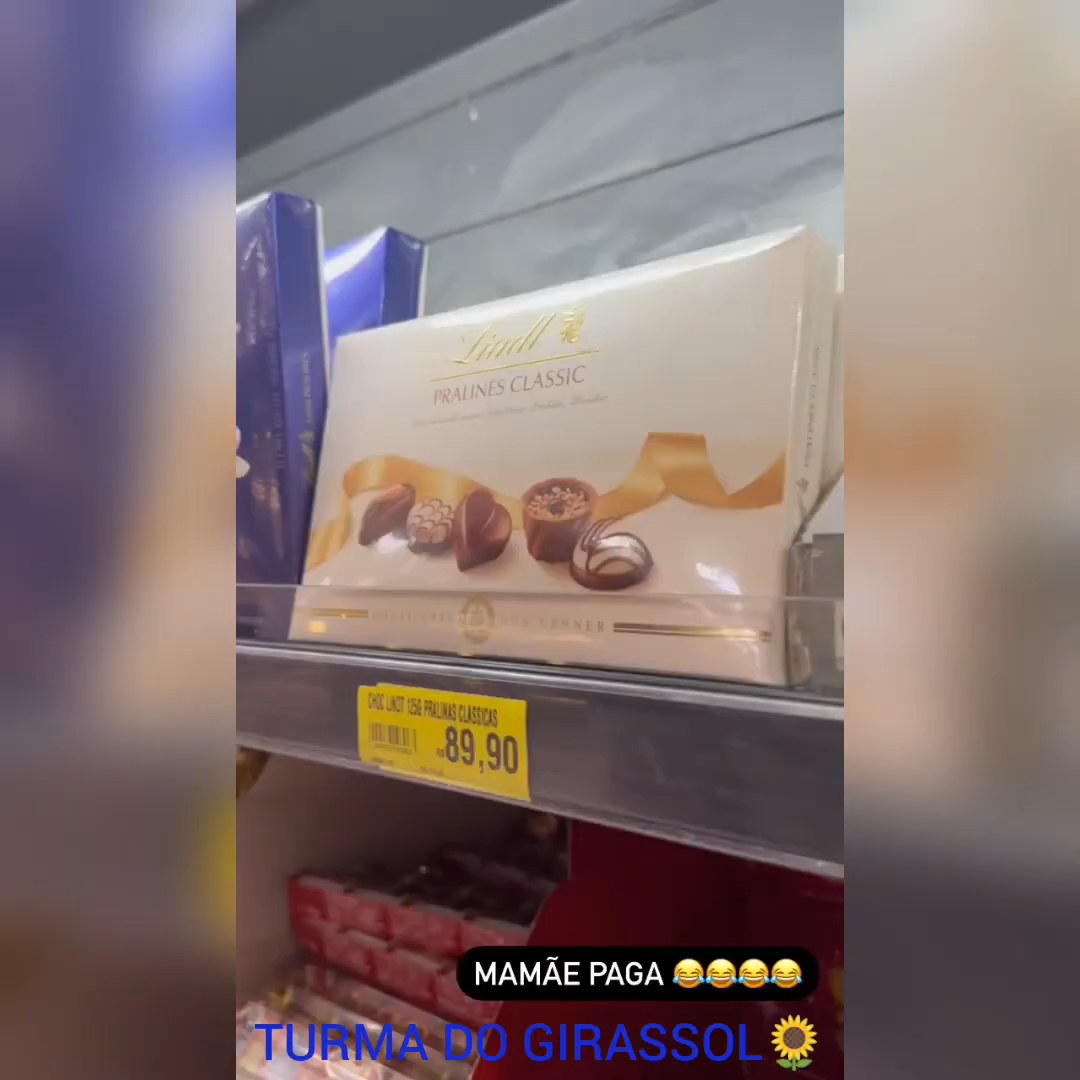 Lindt
PRALINÉS CLASSIC
CHOC LINDT 125G PRALINAS CLASSICAS
R$ 89,90
MAMÃE PAGA 😂😂😂😂
TURMA DO GIRASSOL🌻